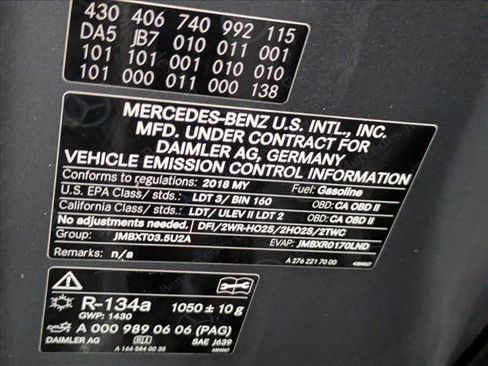 430 406 740 992 115
DA5 JB7 010 011 001
101 101 001 010 010
101 000 011 000 138
MERCEDES-BENZ U.S. INTL., INC.
MFD. UNDER CONTRACT FOR
DAIMLER AG, GERMANY
VEHICLE EMISSION CONTROL INFORMATION
Conforms to regulations: 2018 MY Fuel: Gasoline
U.S. EPA Class / stds.: LDT 3/ BIN 160 OBD: CA OBD II
California Class / stds.: LDT/ ULEV II LDT 2 OBD: CA OBD II
No adjustments needed. DFI/2WR-HO2S/2HO2S/2TWC
Group: JMBXT03.5U2A EVAP: JMBXR0170LND
Remarks: n/a A 276 221 70 00
R-134a 1050 ± 10 g
GWP: 1430
A 000 989 06 06 (PAG)
DAIMLER AG SAE J639
A 166 584 00 38